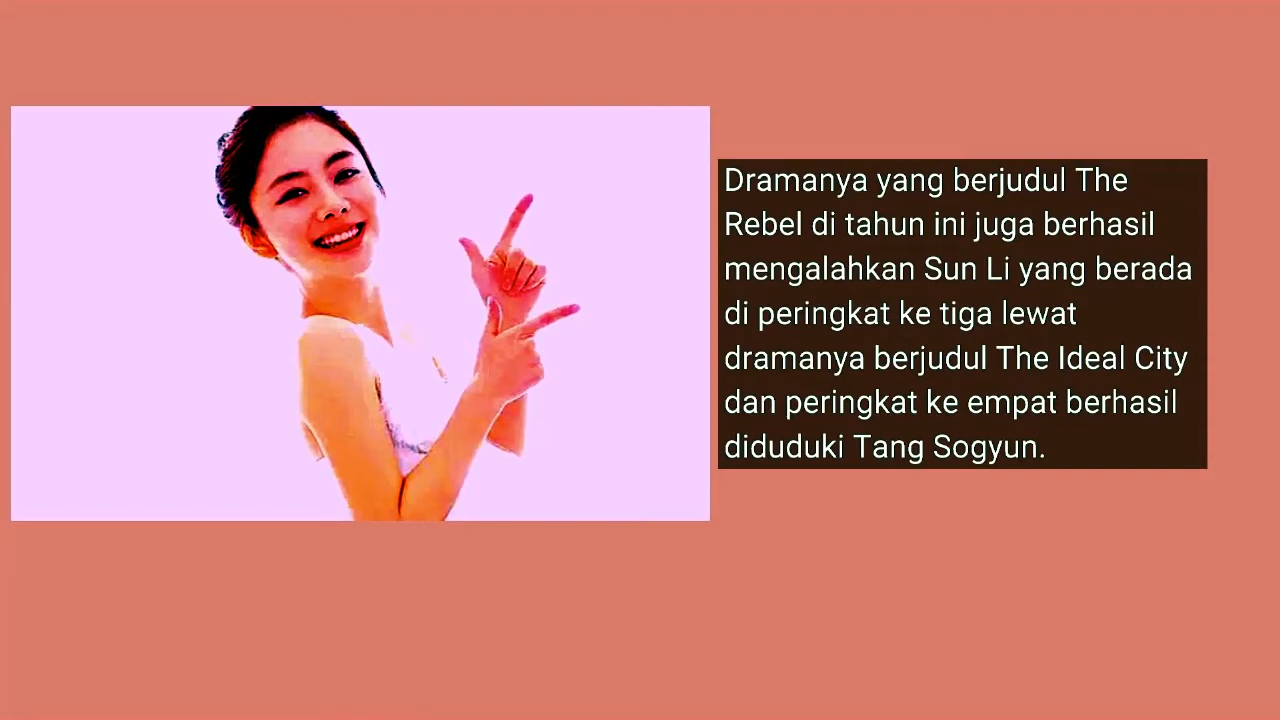 Dramanya yang berjudul The
Rebel di tahun ini juga berhasil
mengalahkan Sun Li yang berada
di peringkat ke tiga lewat
dramanya berjudul The Ideal City
dan peringkat ke empat berhasil
diduduki Tang Sogyun.